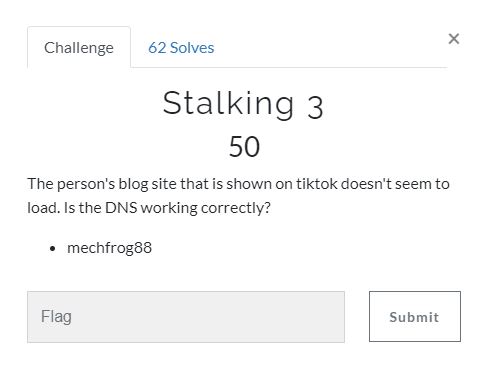 Challenge
62 Solves
×
Stalking 3
50
The person's blog site that is shown on tiktok doesn't seem to
load. Is the DNS working correctly?
• mechfrog88
Flag
Submit